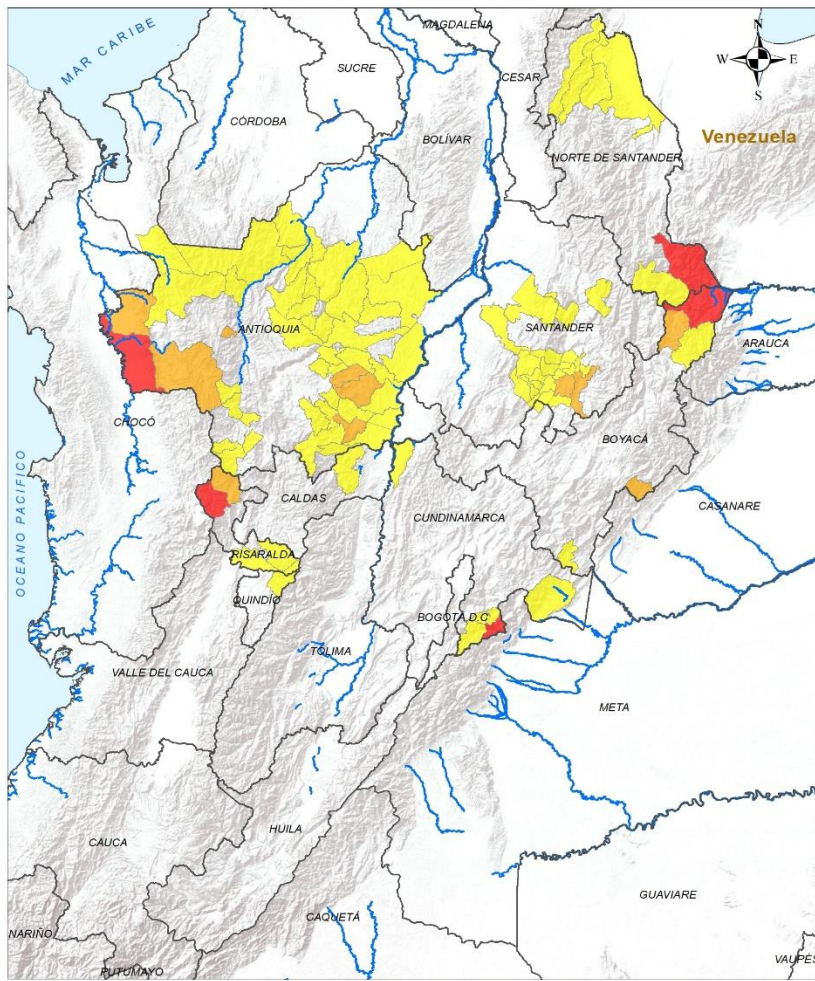 MAGDALENA
N
MAR CARIBE
SUCRE
CESAR
W
E
S
CÓRDOBA
BOLÍVAR
Venezuela
NORTE DE SANTANDER
ANTIOQUIA
SANTANDER
ARAUCA
CHOCÓ
BOYACÁ
CALDAS
CASANARE
CUNDINAMARCA
OCEANO PACIFICO
RISARALDA
QUINDÍO
BOGOTÁ,D.C
TOLIMA
VALLE DEL CAUCA
META
HUILA
CAUCA
GUAVIARE
CAQUETÁ
NARIÑO
VAUPÉS
PUTUMAYO